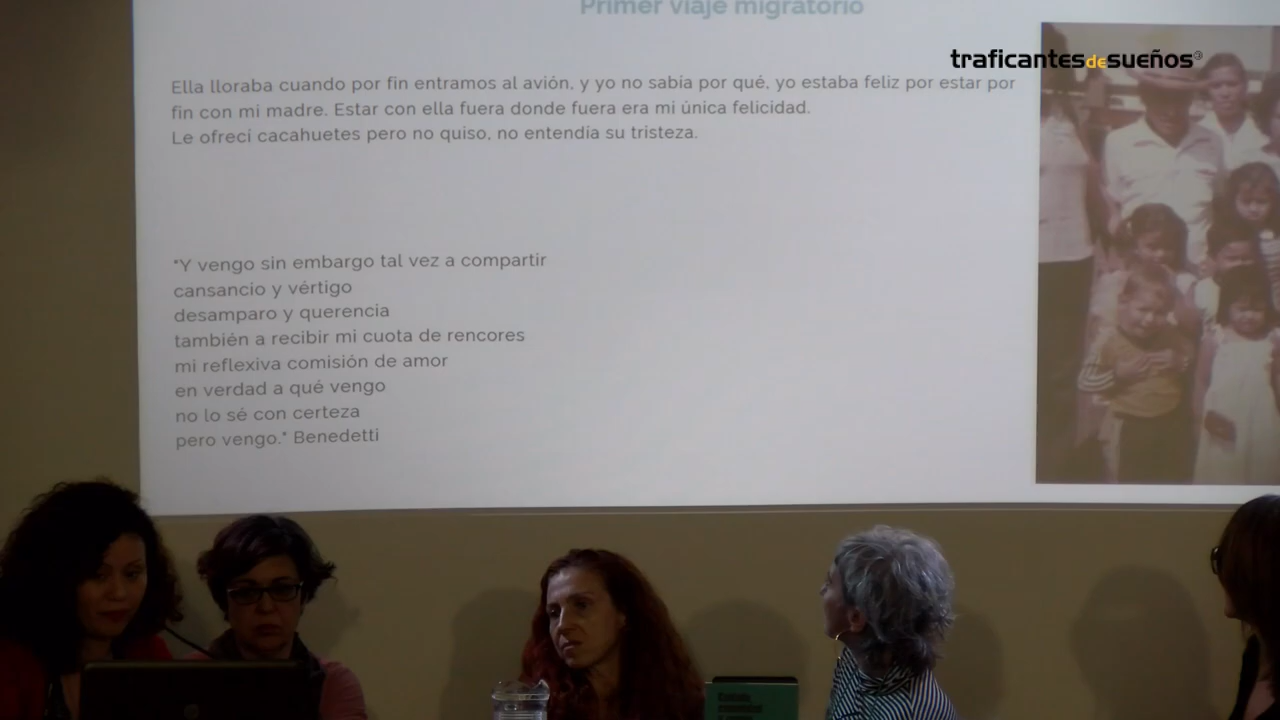 Primer viaje migratorio
traficantesdesueños
Ella lloraba cuando por fin entramos al avión, y yo no sabía por qué, yo estaba feliz por estar por
fin con mi madre. Estar con ella fuera donde fuera era mi única felicidad.
Le ofrecí cacahuetes pero no quiso, no entendía su tristeza.
"Y vengo sin embargo tal vez a compartir
cansancio y vértigo
desamparo y querencia
también a recibir mi cuota de rencores
mi reflexiva comisión de amor
en verdad a qué vengo
no lo sé con certeza
pero vengo." Benedetti